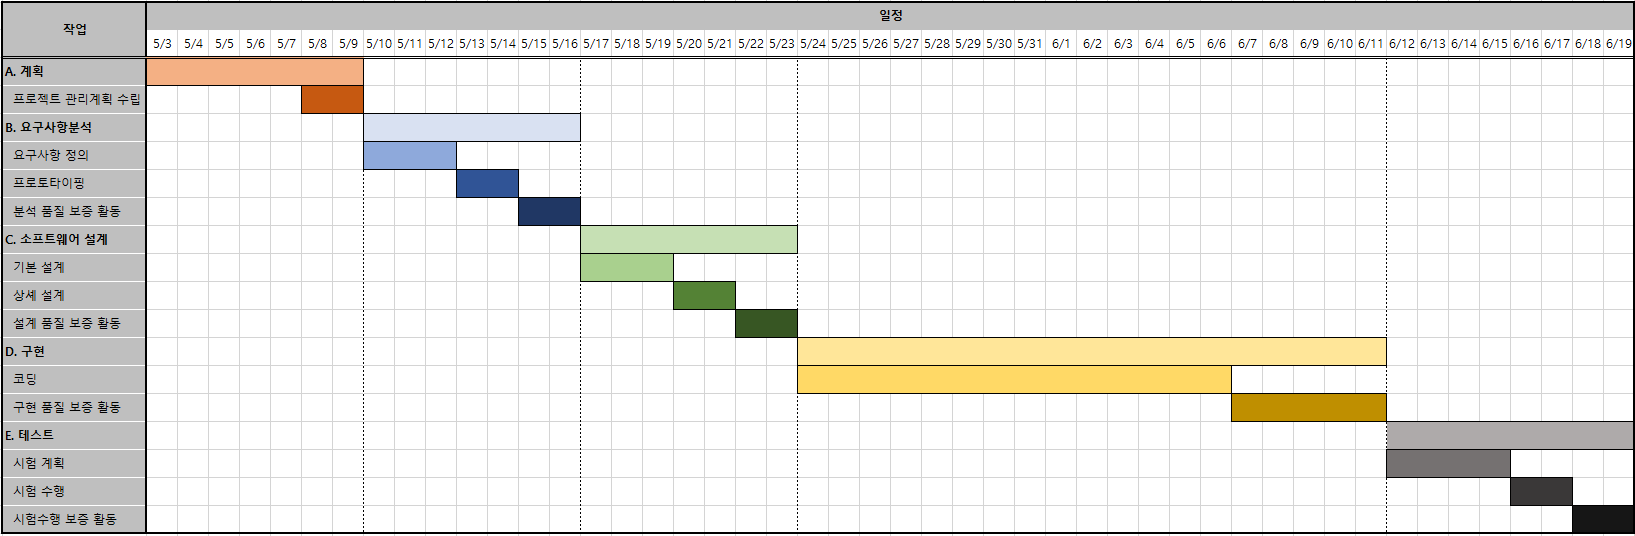 작업
일정
5/3 5/4 5/5 5/6 5/7 5/8 5/9 5/10 5/11 5/12 5/13 5/14 5/15 5/16 5/17 5/18 5/19 5/20 5/21 5/22 5/23 5/24 5/25 5/26 5/27 5/28 5/29 5/30 5/31 6/1 6/2 6/3 6/4 6/5 6/6 6/7 6/8 6/9 6/10 6/11 6/12 6/13 6/14 6/15 6/16 6/17 6/18 6/19
A. 계획
프로젝트 관리계획 수립
B. 요구사항분석
요구사항 정의
프로토타이핑
분석 품질 보증 활동
C. 소프트웨어 설계
기본 설계
상세 설계
설계 품질 보증 활동
D. 구현
코딩
구현 품질 보증 활동
E. 테스트
시험 계획
시험 수행
시험수행 보증 활동